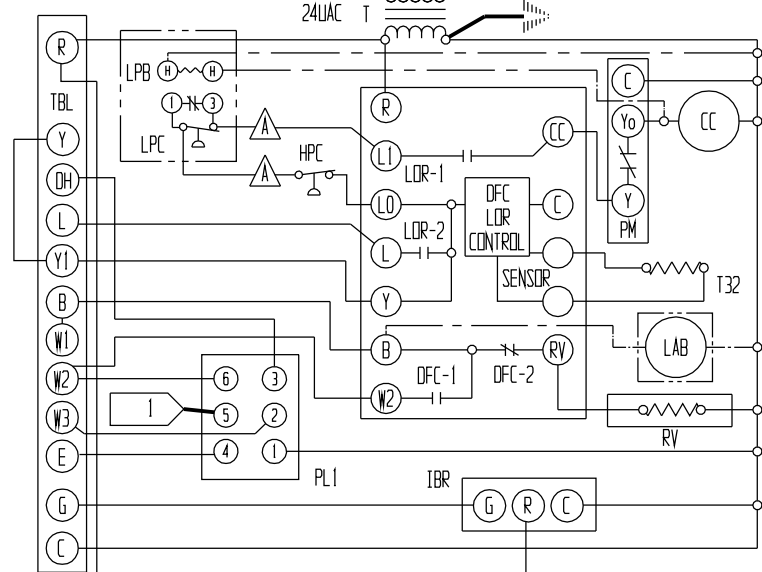 24VAC T
R
LPB H H
C
TBL
1 3
R
Yo CC
A
CC
Y
LPC
HPC
L1
A
LOR-1
DH
DFC
LOR
CONTROL
LO
C
Y
L
LOR-2
PM
L
Y1
SENSOR
T32
B
Y
W1
B
RV
LAB
W2
6 3
DFC-1
DFC-2
1
5 2
W2
W3
RV
E
4 1
PL1
IBR
G
G R C
C